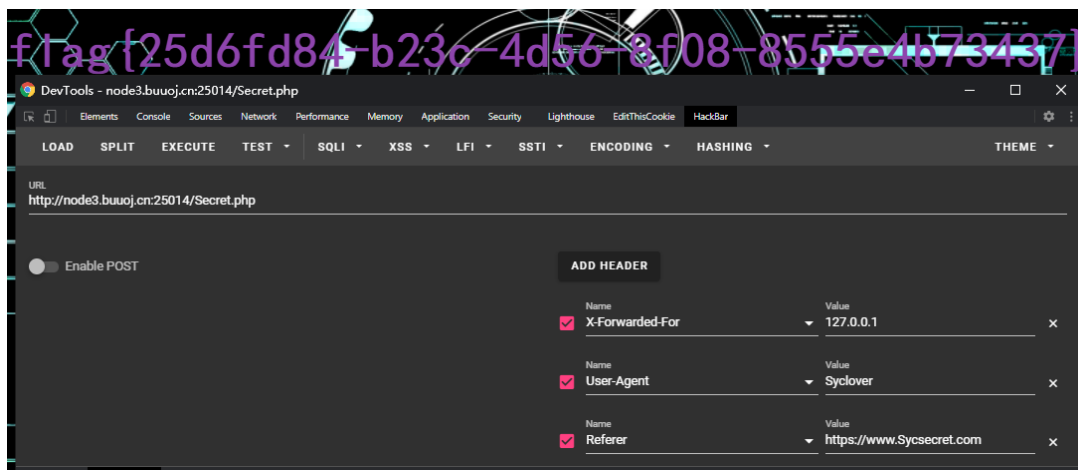 flag{25d6fd84-b23c-4d56-8f08-8555e4b73437}
DevTools - node3.buuoj.cn:25014/Secret.php
Elements Console Sources Network Performance Memory Application Security Lighthouse EditThisCookie HackBar
LOAD SPLIT EXECUTE TEST SQLI XSS LFI SSTI ENCODING HASHING THEME
URL
http://node3.buuoj.cn:25014/Secret.php
Enable POST
ADD HEADER
Name Value
X-Forwarded-For 127.0.0.1
Name Value
User-Agent Syclover
Name Value
Referer https://www.Sycsecret.com